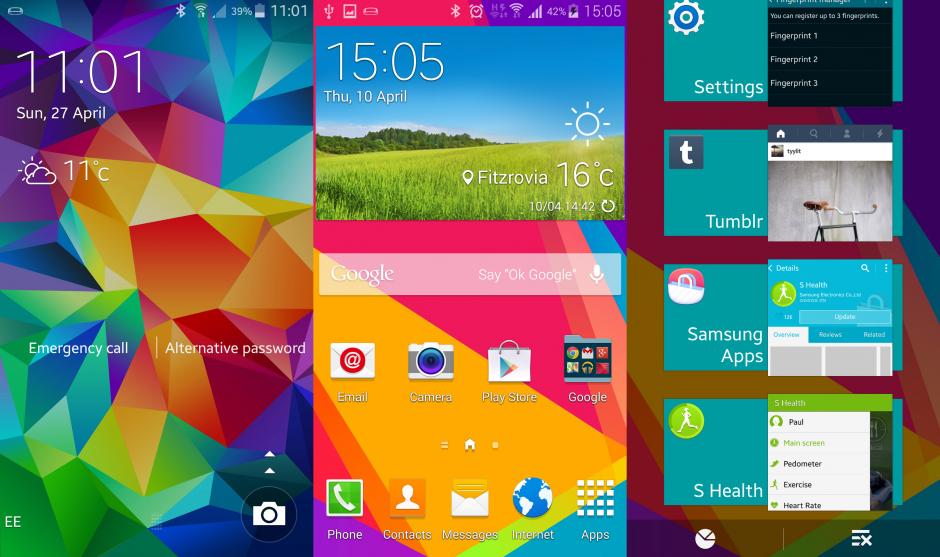 39% 11:01
11:01
Sun, 27 April
11°c
Emergency call | Alternative password
EE
42% 15:05
15:05
Thu, 10 April
Fitzrovia 16°c
10/04 14:42
Google Say "Ok Google"
Email Camera Play Store Google
Phone Contacts Messages Internet Apps
Fingerprint manager
You can register up to 3 fingerprints.
Fingerprint 1
Fingerprint 2
Fingerprint 3
Settings
t
tyylit
Tumblr
Details
S Health
Samsung Electronics Co.,Ltd
126
Update
Overview Reviews Related
Samsung
Apps
S Health
Paul
Main screen
Pedometer
Exercise
Heart Rate
S Health